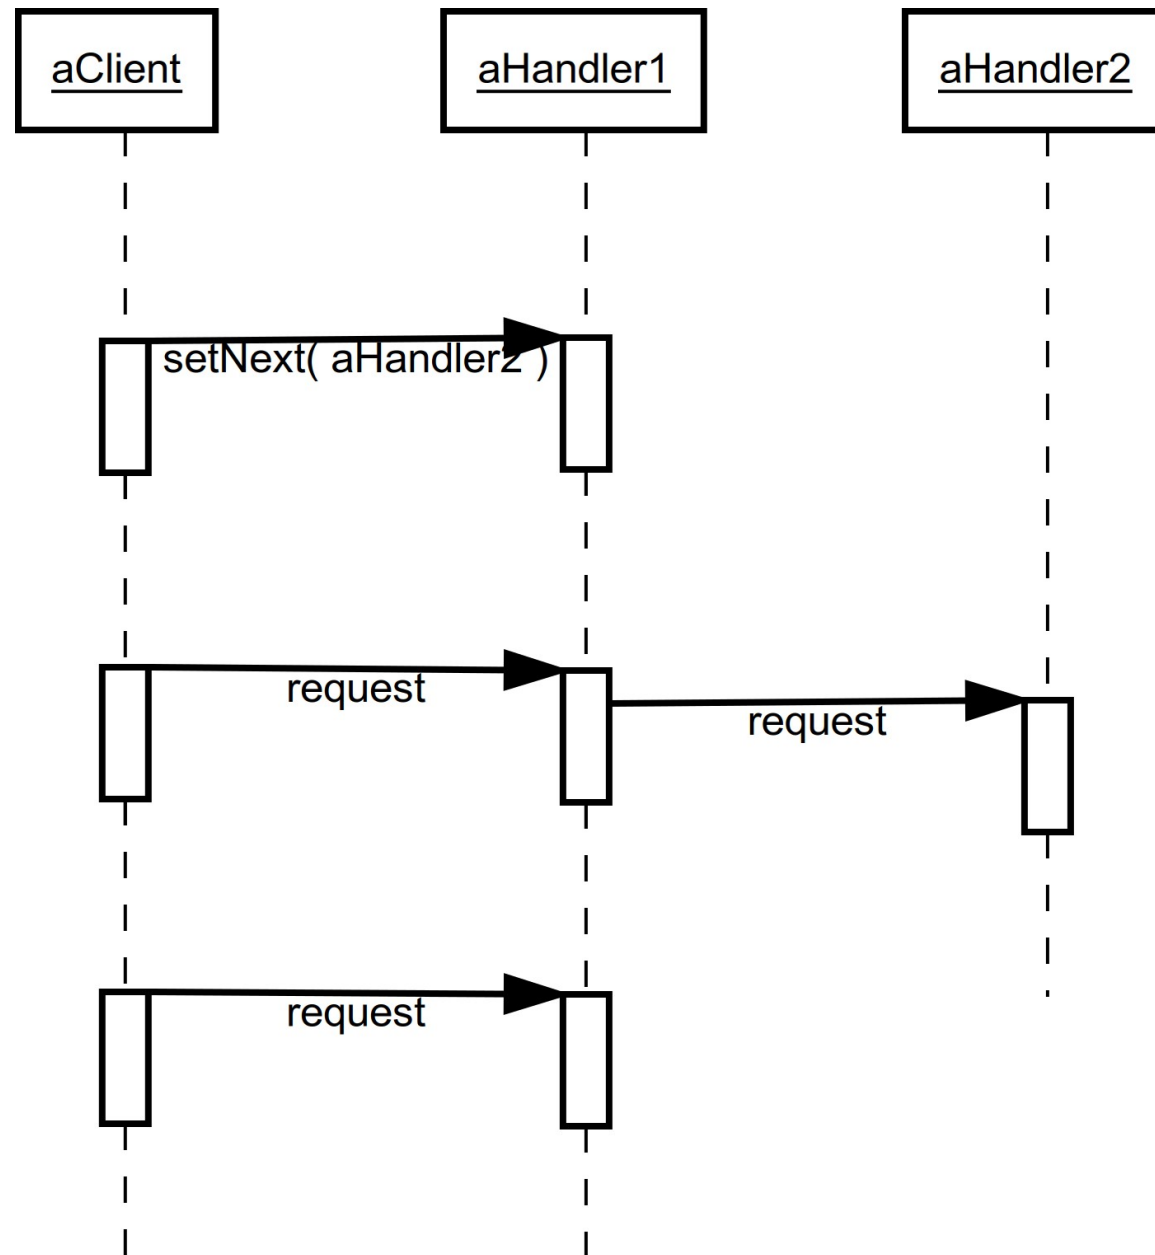 aClient
aHandler1
aHandler2
setNext( aHandler2 )
request
request
request